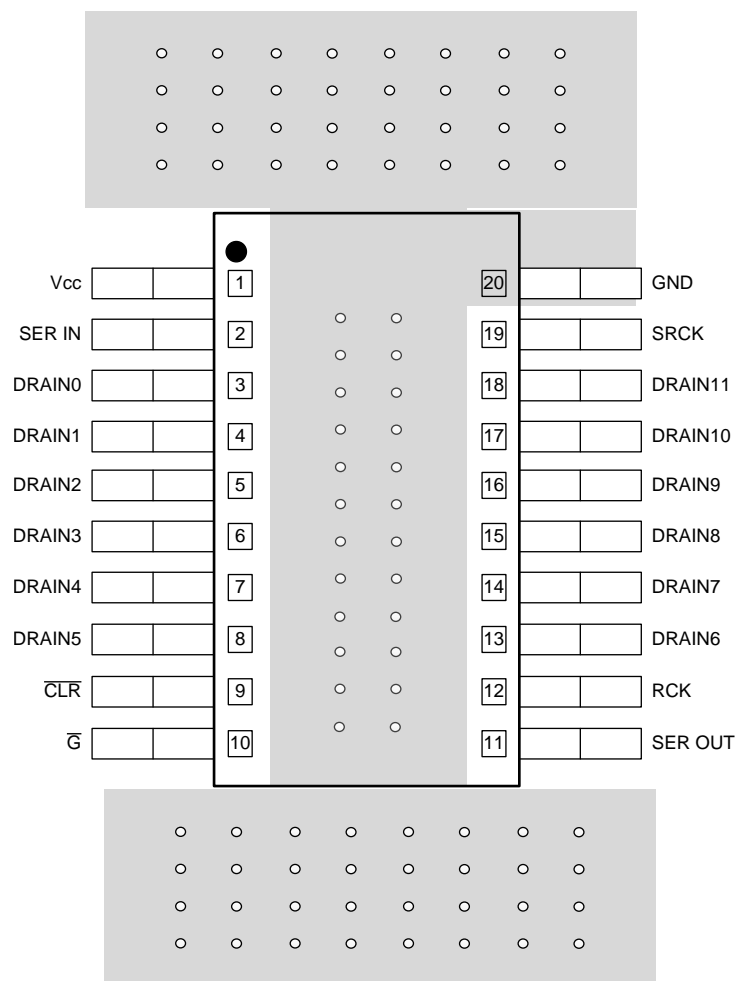 Vcc 1 20 GND
SER IN 2 19 SRCK
DRAIN0 3 18 DRAIN11
DRAIN1 4 17 DRAIN10
DRAIN2 5 16 DRAIN9
DRAIN3 6 15 DRAIN8
DRAIN4 7 14 DRAIN7
DRAIN5 8 13 DRAIN6
C̅L̅R̅ 9 12 RCK
G̅ 10 11 SER OUT